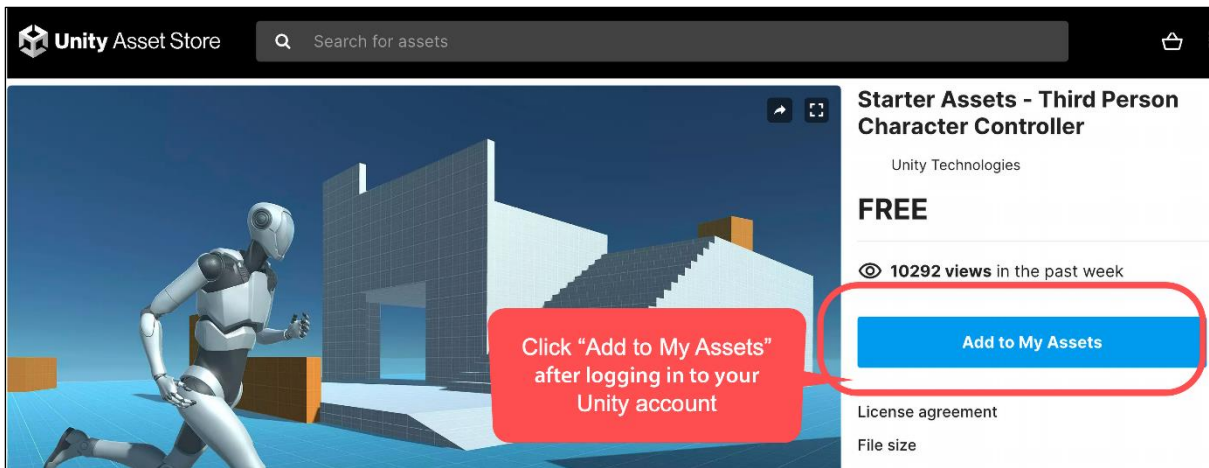 Unity Asset Store
Search for assets
Starter Assets - Third Person
Character Controller
Unity Technologies
FREE
10292 views in the past week
Add to My Assets
Click “Add to My Assets”
after logging in to your
Unity account
License agreement
File size